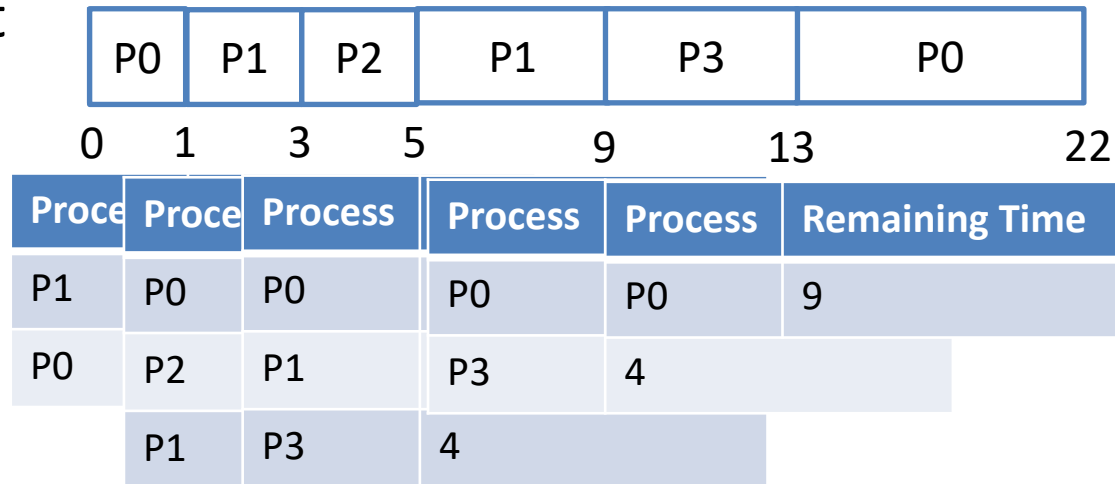 t
P0 P1 P2 P1 P3 P0
0 1 3 5 9 13 22
Proce Proce Process Process Process Remaining Time
P1 P0 P0 P0 P0 9
P0 P2 P1 P3 4
P1 P3 4